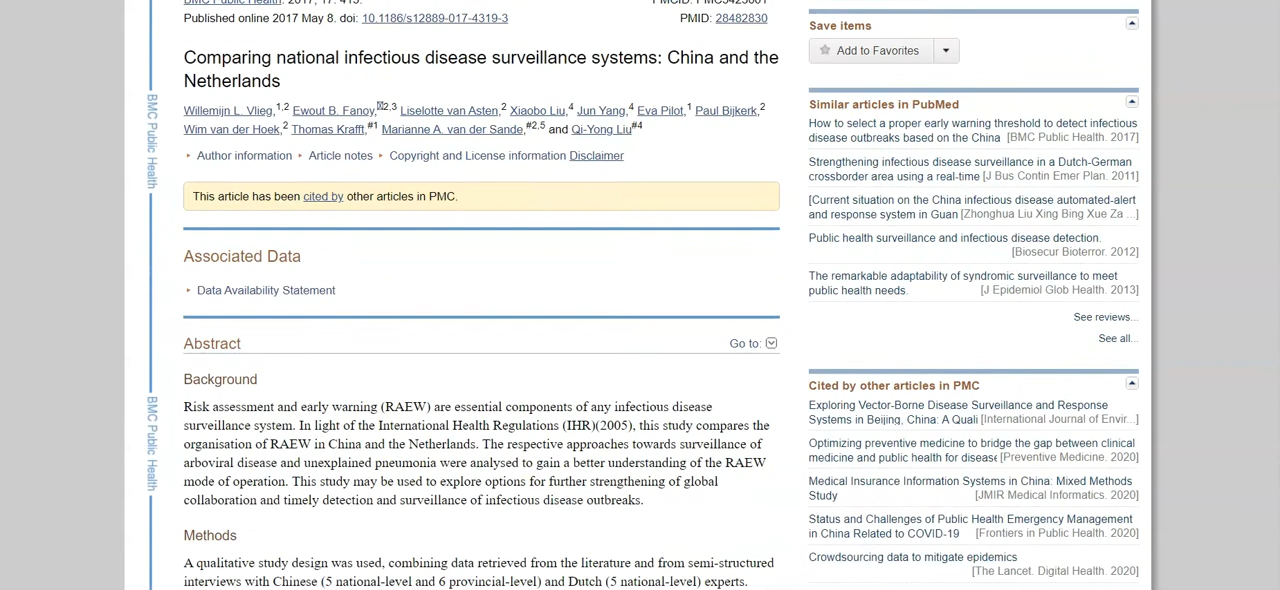 BMC Public Health. 2017; 17: 415.
PMCID: PMC5423001
Published online 2017 May 8. doi: 10.1186/s12889-017-4319-3
PMID: 28482830
Comparing national infectious disease surveillance systems: China and the
Netherlands
Willemijn L. Vlieg,1,2 Ewout B. Fanoy,2,3 Liselotte van Asten,2 Xiaobo Liu,4 Jun Yang,4 Eva Pilot,1 Paul Bijkerk,2
Wim van der Hoek,2 Thomas Krafft,#1 Marianne A. van der Sande,#2,5 and Qi-Yong Liu#4
Author information Article notes Copyright and License information Disclaimer
This article has been cited by other articles in PMC.
Associated Data
Data Availability Statement
Abstract
Go to:
Background
Risk assessment and early warning (RAEW) are essential components of any infectious disease
surveillance system. In light of the International Health Regulations (IHR)(2005), this study compares the
organisation of RAEW in China and the Netherlands. The respective approaches towards surveillance of
arboviral disease and unexplained pneumonia were analysed to gain a better understanding of the RAEW
mode of operation. This study may be used to explore options for further strengthening of global
collaboration and timely detection and surveillance of infectious disease outbreaks.
Methods
A qualitative study design was used, combining data retrieved from the literature and from semi-structured
interviews with Chinese (5 national-level and 6 provincial-level) and Dutch (5 national-level) experts.
BMC Public Health
BMC Public Health
Save items
Add to Favorites
Similar articles in PubMed
How to select a proper early warning threshold to detect infectious
disease outbreaks based on the China [BMC Public Health. 2017]
Strengthening infectious disease surveillance in a Dutch-German
crossborder area using a real-time [J Bus Contin Emer Plan. 2011]
[Current situation on the China infectious disease automated-alert
and response system in Guan [Zhonghua Liu Xing Bing Xue Za ...]
Public health surveillance and infectious disease detection.
[Biosecur Bioterror. 2012]
The remarkable adaptability of syndromic surveillance to meet
public health needs. [J Epidemiol Glob Health. 2013]
See reviews...
See all...
Cited by other articles in PMC
Exploring Vector-Borne Disease Surveillance and Response
Systems in Beijing, China: A Quali [International Journal of Envir...]
Optimizing preventive medicine to bridge the gap between clinical
medicine and public health for disease [Preventive Medicine. 2020]
Medical Insurance Information Systems in China: Mixed Methods
Study [JMIR Medical Informatics. 2020]
Status and Challenges of Public Health Emergency Management
in China Related to COVID-19 [Frontiers in Public Health. 2020]
Crowdsourcing data to mitigate epidemics
[The Lancet. Digital Health. 2020]